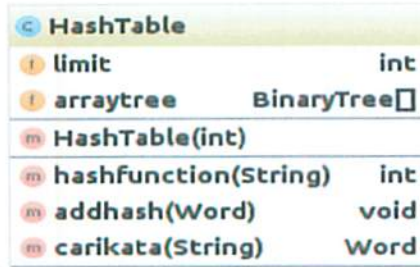 C HashTable
f limit int
f arraytree BinaryTree[]
m HashTable(int)
m hashfunction(String) int
m addhash(Word) void
m carikata(String) Word